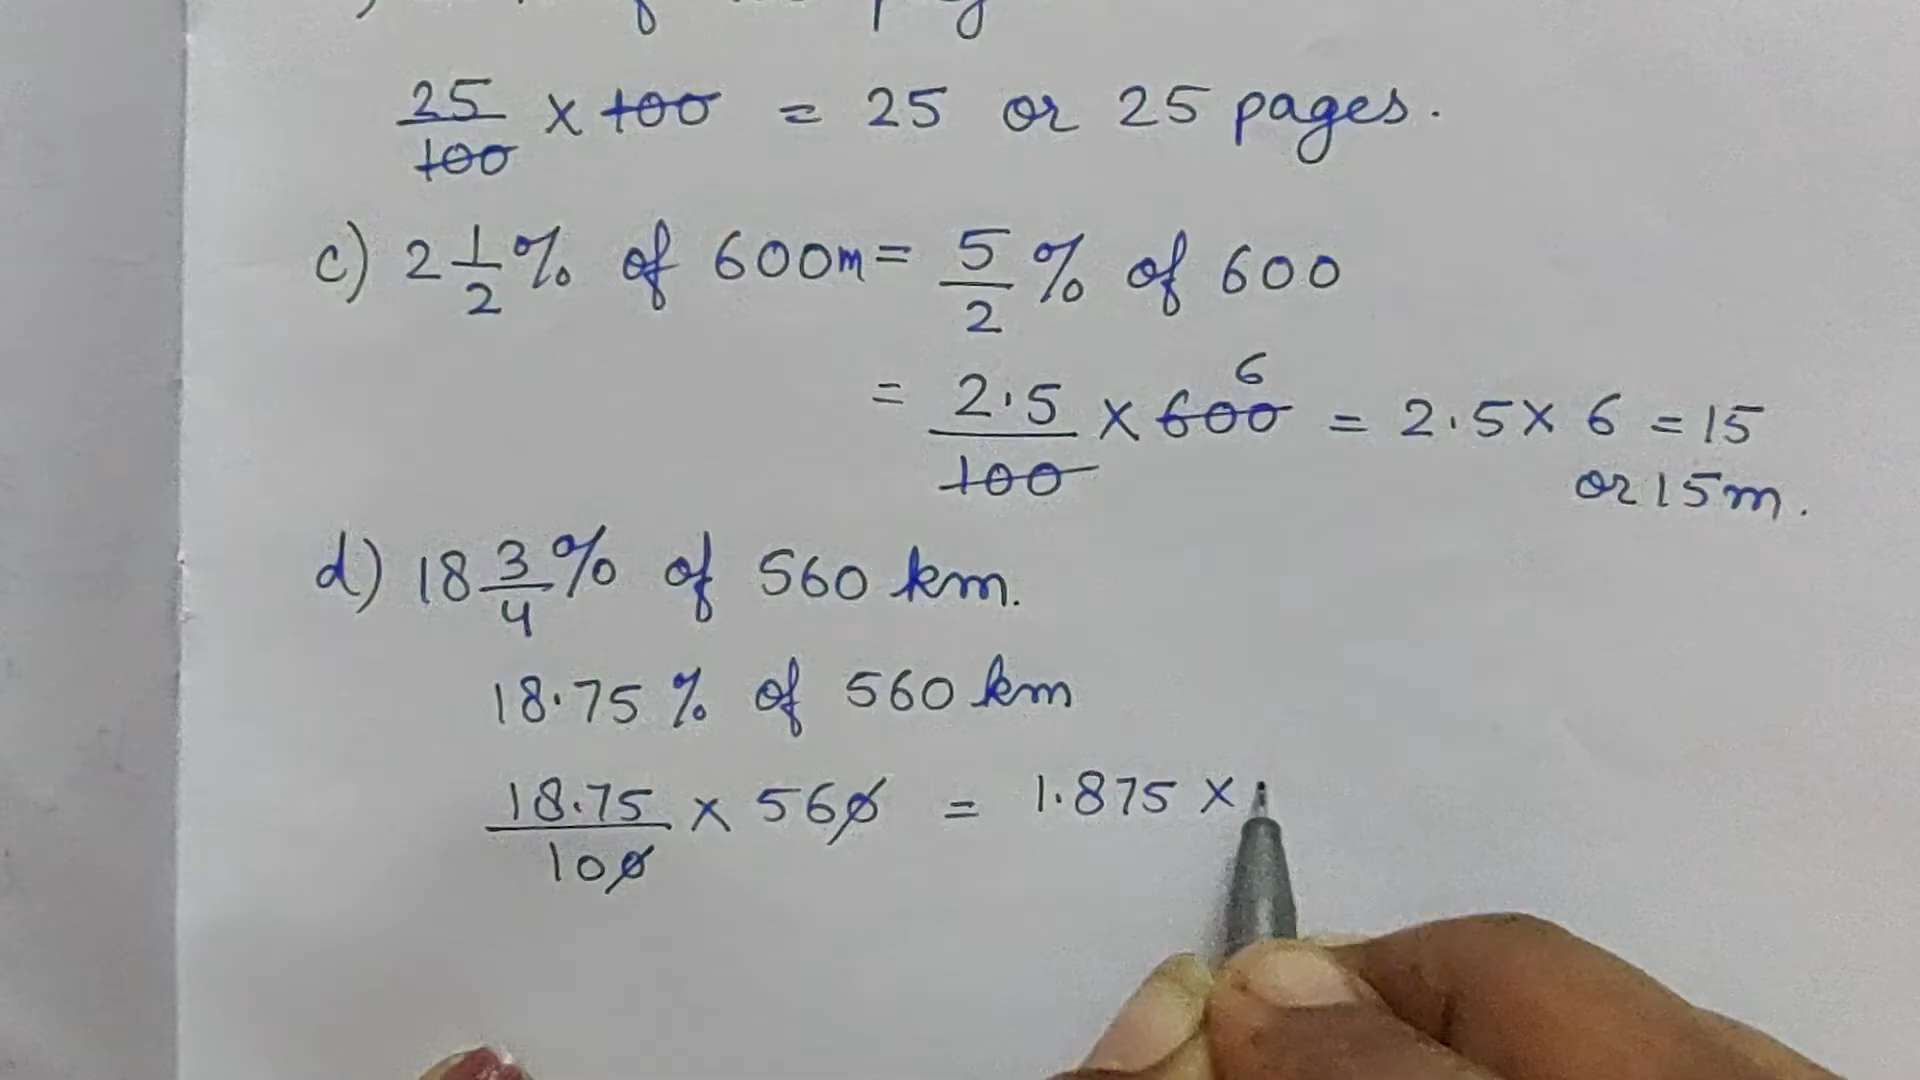 25/100 × 100 = 25 or 25 pages.
c) 2 1/2 % of 600m = 5/2 % of 600
= 2.5/100 × 600 6 = 2.5 × 6 = 15
or 15m.
d) 18 3/4 % of 560 km.
18.75 % of 560 km
18.75/100 × 560 = 1.875 ×